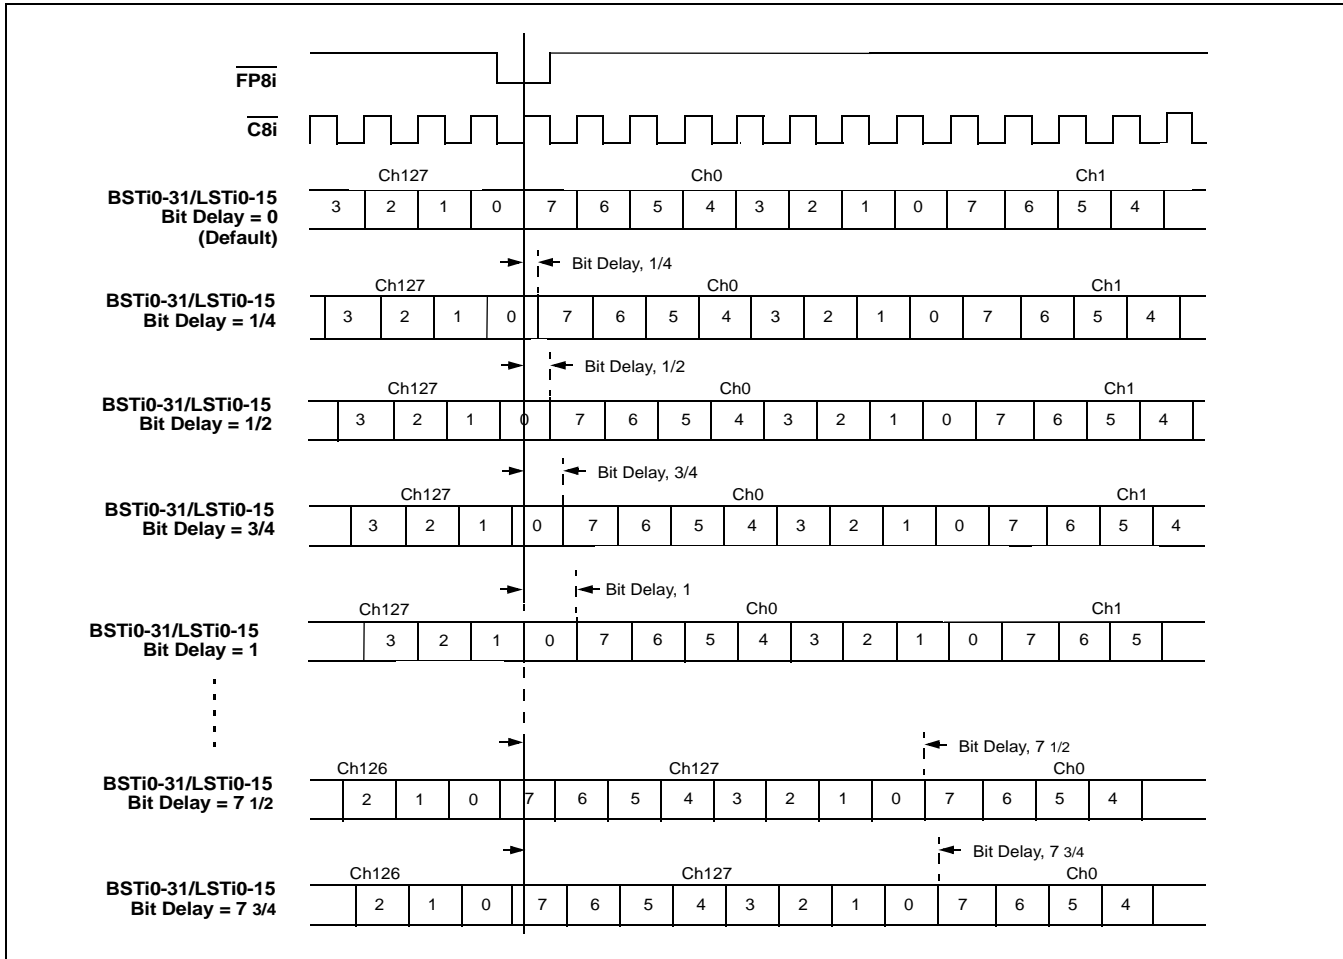 FP8i
C8i
Ch127 Ch0 Ch1
BSTi0-31/LSTi0-15
Bit Delay = 0
(Default)
3 2 1 0 7 6 5 4 3 2 1 0 7 6 5 4
Bit Delay, 1/4
Ch127 Ch0 Ch1
BSTi0-31/LSTi0-15
Bit Delay = 1/4
3 2 1 0 7 6 5 4 3 2 1 0 7 6 5 4
Bit Delay, 1/2
Ch127 Ch0 Ch1
BSTi0-31/LSTi0-15
Bit Delay = 1/2
3 2 1 0 7 6 5 4 3 2 1 0 7 6 5 4
Bit Delay, 3/4
Ch127 Ch0 Ch1
BSTi0-31/LSTi0-15
Bit Delay = 3/4
3 2 1 0 7 6 5 4 3 2 1 0 7 6 5 4
Bit Delay, 1
Ch127 Ch0 Ch1
BSTi0-31/LSTi0-15
Bit Delay = 1
3 2 1 0 7 6 5 4 3 2 1 0 7 6 5
Bit Delay, 7 1/2
Ch126 Ch127 Ch0
BSTi0-31/LSTi0-15
Bit Delay = 7 1/2
2 1 0 7 6 5 4 3 2 1 0 7 6 5 4
Bit Delay, 7 3/4
Ch126 Ch127 Ch0
BSTi0-31/LSTi0-15
Bit Delay = 7 3/4
2 1 0 7 6 5 4 3 2 1 0 7 6 5 4